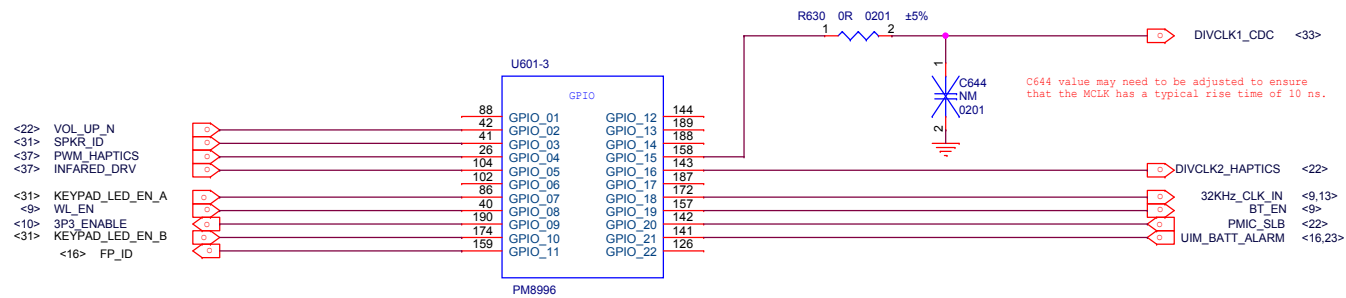 R630 0R 0201 ±5%
1 2
DIVCLK1_CDC <33>
U601-3
GPIO
1
C644
NM
0201
2
C644 value may need to be adjusted to ensure
that the MCLK has a typical rise time of 10 ns.
88 GPIO_01 GPIO_12 144
<22> VOL_UP_N 42 GPIO_02 GPIO_13 189
<31> SPKR_ID 41 GPIO_03 GPIO_14 188
<37> PWM_HAPTICS 26 GPIO_04 GPIO_15 158
<37> INFARED_DRV 104 GPIO_05 GPIO_16 143 DIVCLK2_HAPTICS <22>
102 GPIO_06 GPIO_17 187
<31> KEYPAD_LED_EN_A 86 GPIO_07 GPIO_18 172 32KHz_CLK_IN <9,13>
<9> WL_EN 40 GPIO_08 GPIO_19 157 BT_EN <9>
<10> 3P3_ENABLE 190 GPIO_09 GPIO_20 142 PMIC_SLB <22>
<31> KEYPAD_LED_EN_B 174 GPIO_10 GPIO_21 141 UIM_BATT_ALARM <16,23>
<16> FP_ID 159 GPIO_11 GPIO_22 126
PM8996